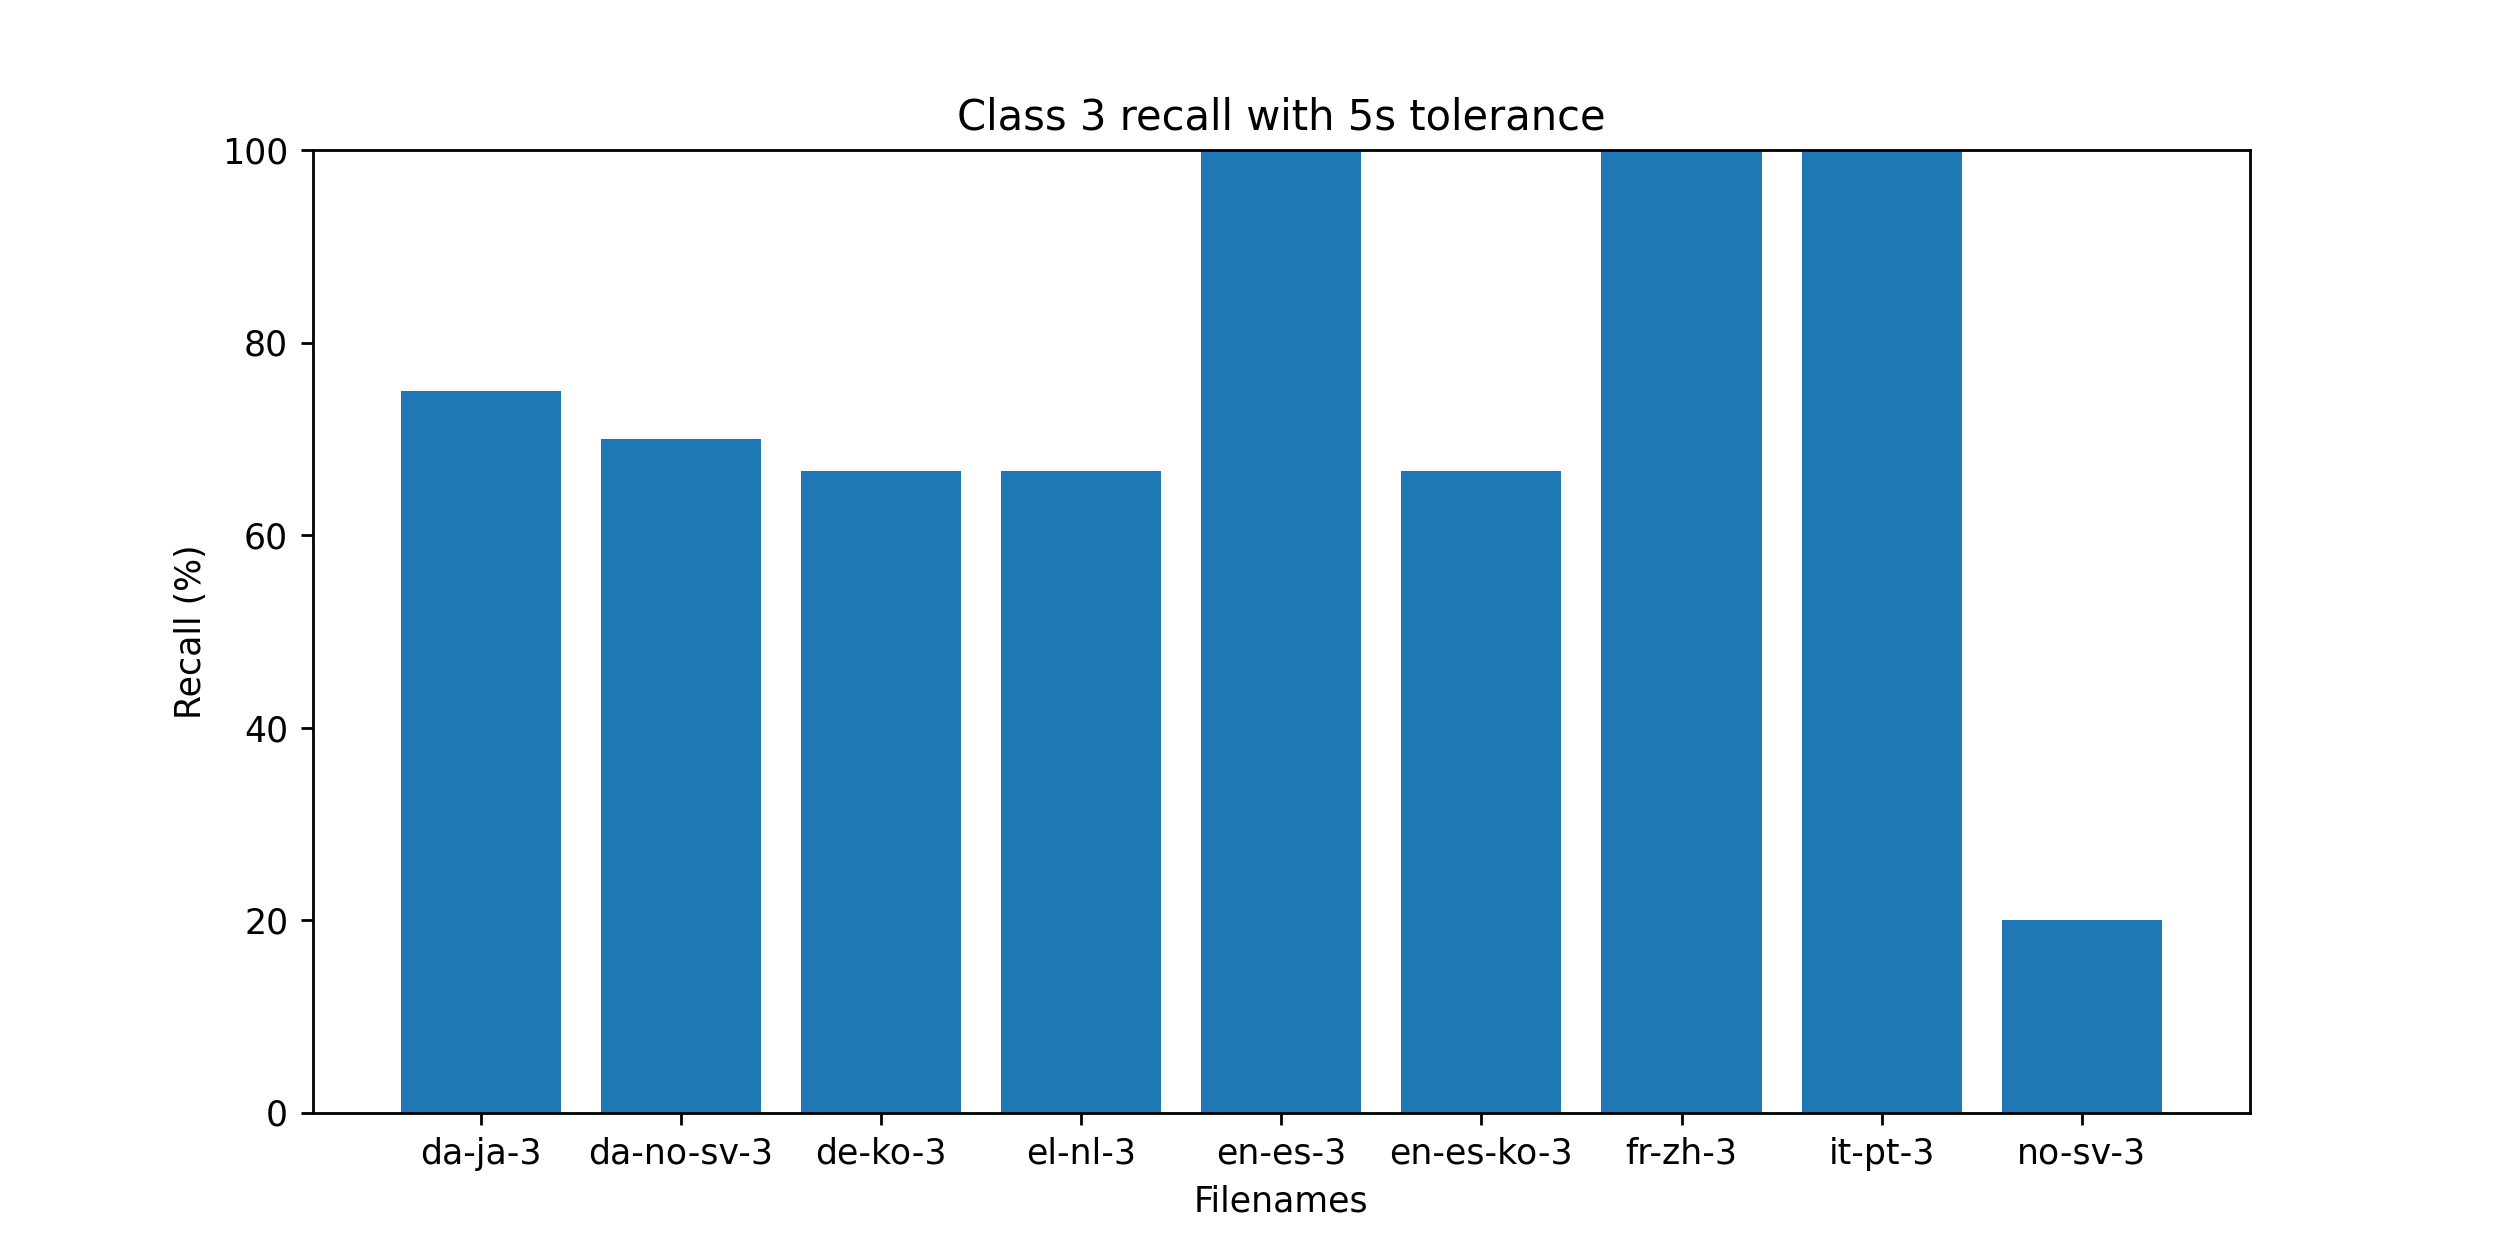 Class 3 recall with 5s tolerance
100
80
60
40
20
0
Recall (%)
da-ja-3 da-no-sv-3 de-ko-3 el-nl-3 en-es-3 en-es-ko-3 fr-zh-3 it-pt-3 no-sv-3
Filenames